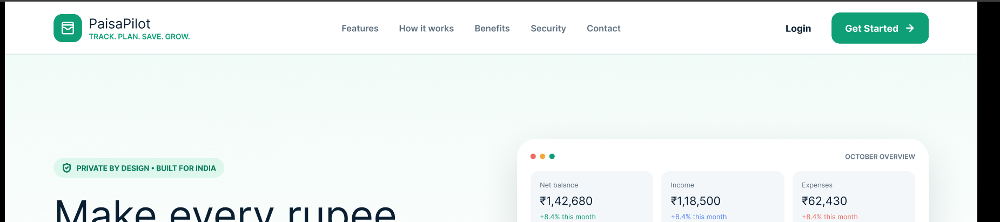 PaisaPilot
TRACK. PLAN. SAVE. GROW.
Features How it works Benefits Security Contact
Login Get Started →
PRIVATE BY DESIGN • BUILT FOR INDIA
Make every rupee
OCTOBER OVERVIEW
Net balance
₹1,42,680
+8.4% this month
Income
₹1,18,500
+8.4% this month
Expenses
₹62,430
+8.4% this month